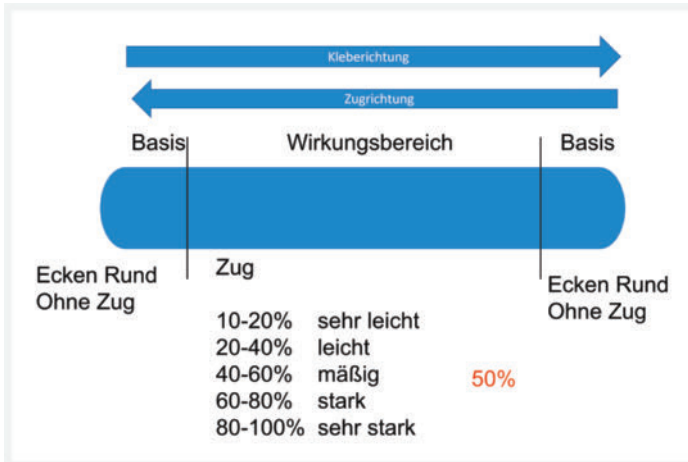 Kleberichtung
Zugrichtung
Basis Wirkungsbereich Basis
Ecken Rund
Ohne Zug
Zug
10-20% sehr leicht
20-40% leicht
40-60% mäßig
60-80% stark
80-100% sehr stark
50%
Ecken Rund
Ohne Zug